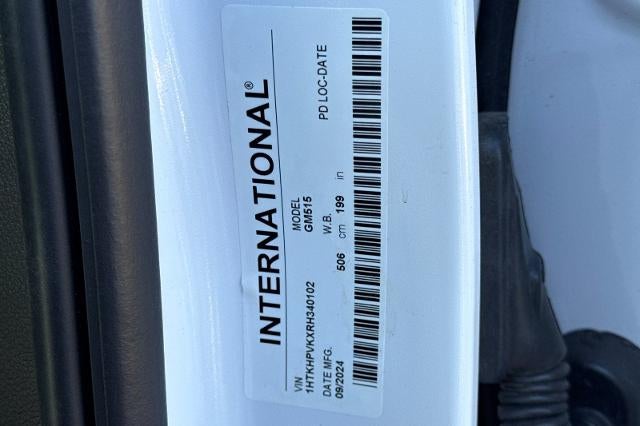 INTERNATIONAL®
VIN MODEL
1HTKHPVKXRH340102 GM515
DATE MFG. W.B. PD LOC-DATE
09/2024 506 cm 199 in